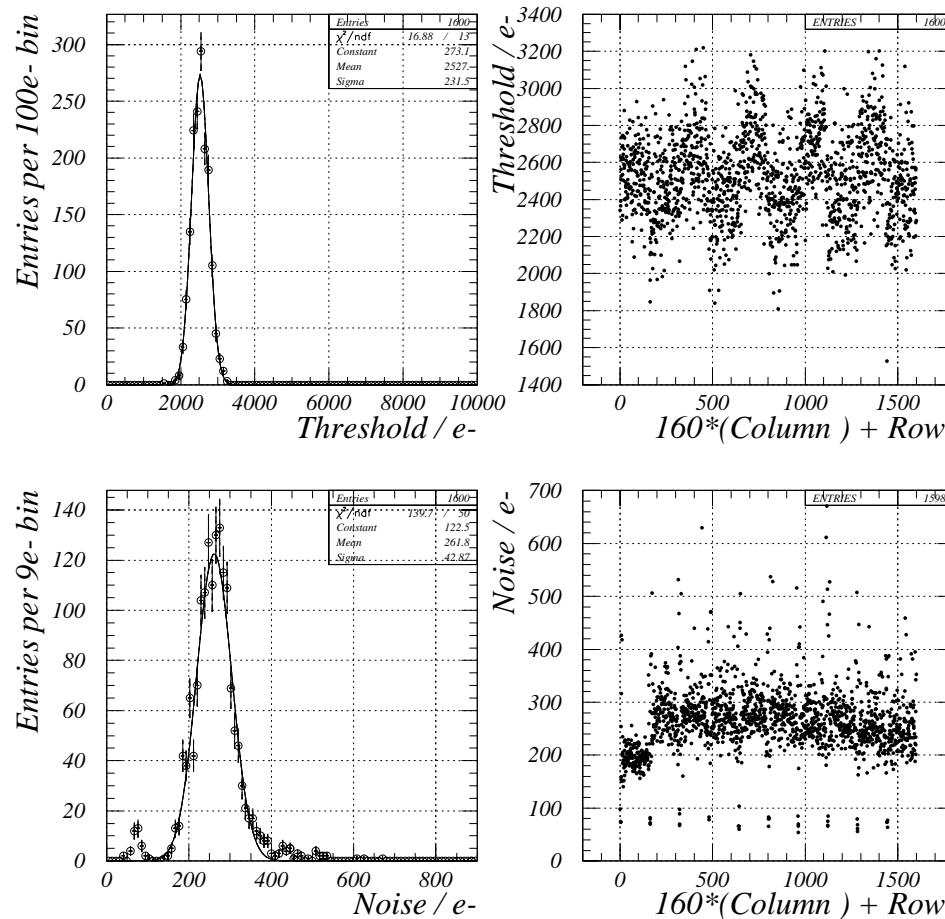 Entries 1600
χ²/ndf 16.88 / 13
Constant 273.1
Mean 2527.
Sigma 231.5
Entries per 100e- bin
300
250
200
150
100
50
0
0 2000 4000 6000 8000 10000
Threshold / e-
ENTRIES 1600
Threshold / e-
3400
3200
3000
2800
2600
2400
2200
2000
1800
1600
1400
0 500 1000 1500
160*(Column ) + Row
Entries 1600
χ²/ndf 139.7 / 50
Constant 122.5
Mean 261.8
Sigma 42.87
Entries per 9e- bin
140
120
100
80
60
40
20
0
0 200 400 600 800
Noise / e-
ENTRIES 1598
Noise / e-
700
600
500
400
300
200
100
0
0 500 1000 1500
160*(Column ) + Row